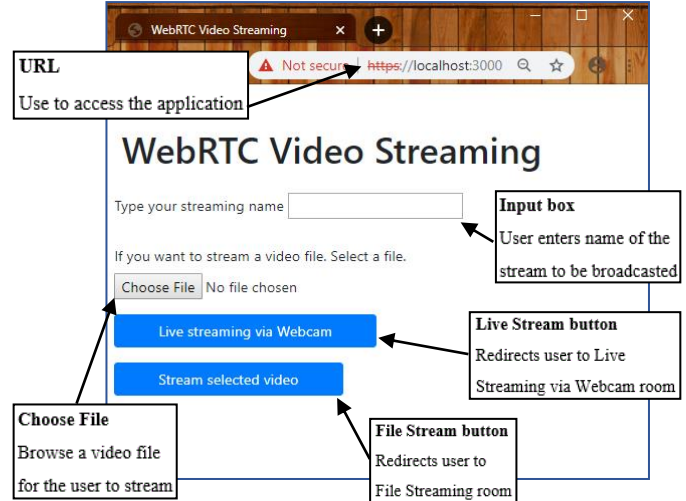 WebRTC Video Streaming
URL
Use to access the application
Not secure
https://localhost:3000
WebRTC Video Streaming
Type your streaming name
Input box
User enters name of the
stream to be broadcasted
If you want to stream a video file. Select a file.
Choose File No file chosen
Live streaming via Webcam
Live Stream button
Redirects user to Live
Streaming via Webcam room
Stream selected video
Choose File
Browse a video file
for the user to stream
File Stream button
Redirects user to
File Streaming room